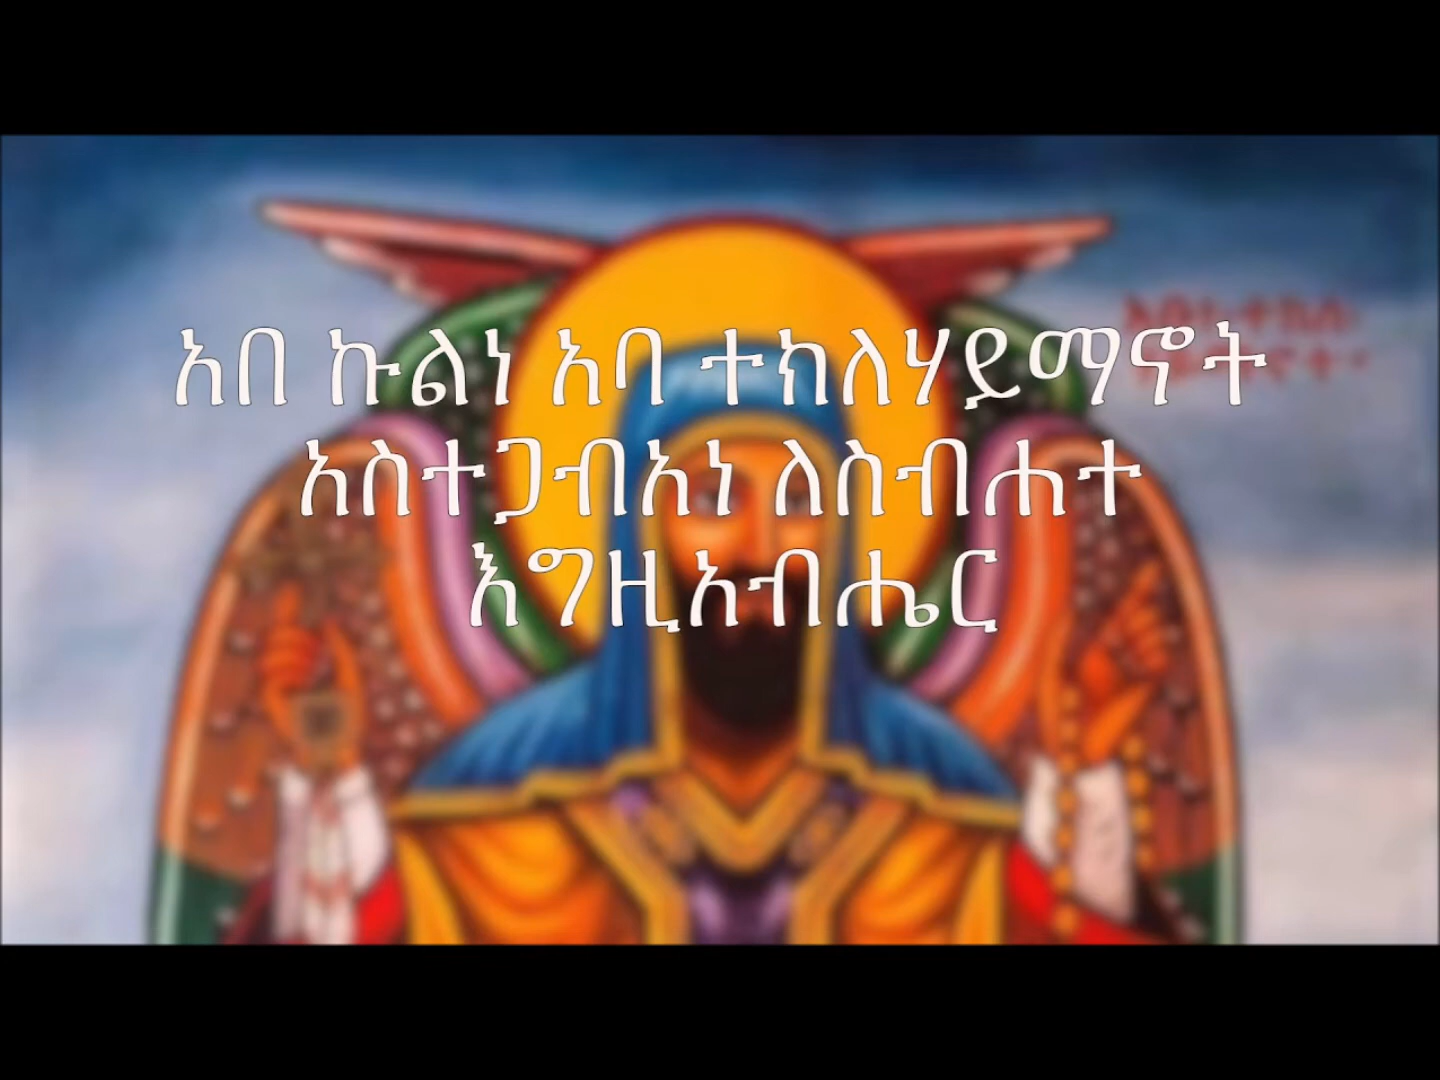 አበ ኩልነ አባ ተክለሃይማኖት
አስተጋብአነ ለስብሐተ
እግዚአብሔር